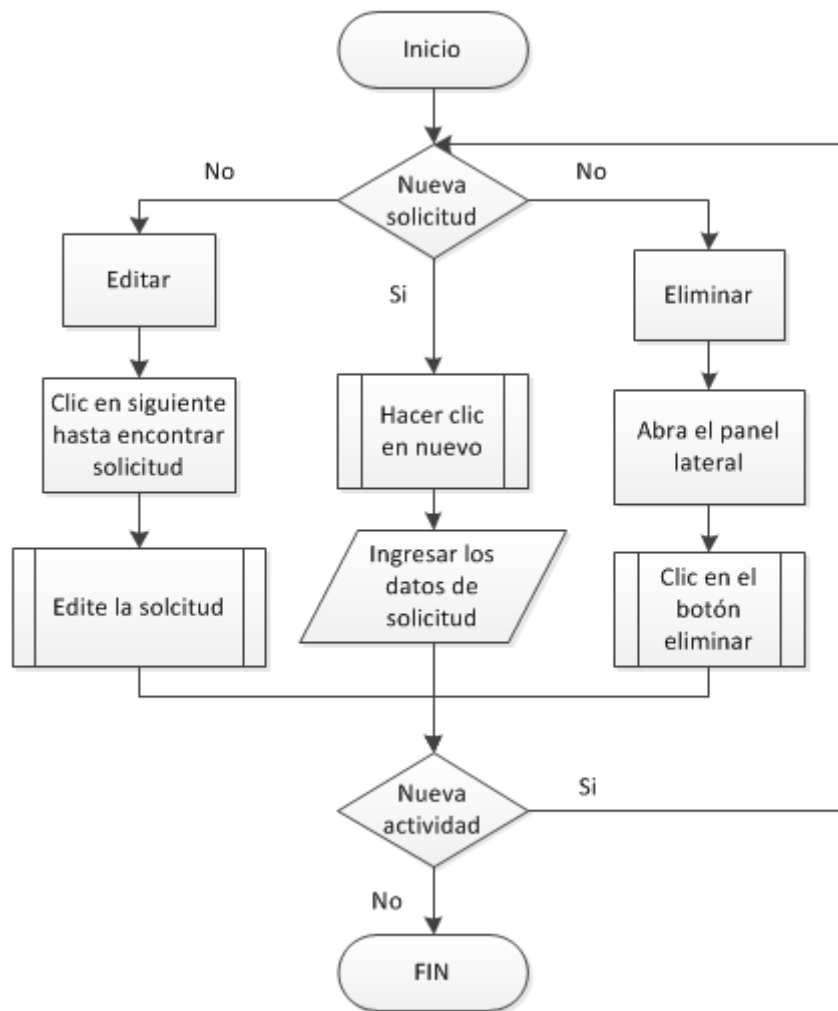 Inicio
No
Nueva
solicitud
No
Editar
Si
Eliminar
Clic en siguiente
hasta encontrar
solicitud
Hacer clic
en nuevo
Abra el panel
lateral
Edite la solcitud
Ingresar los
datos de
solicitud
Clic en el
botón
eliminar
Nueva
actividad
Si
No
FIN